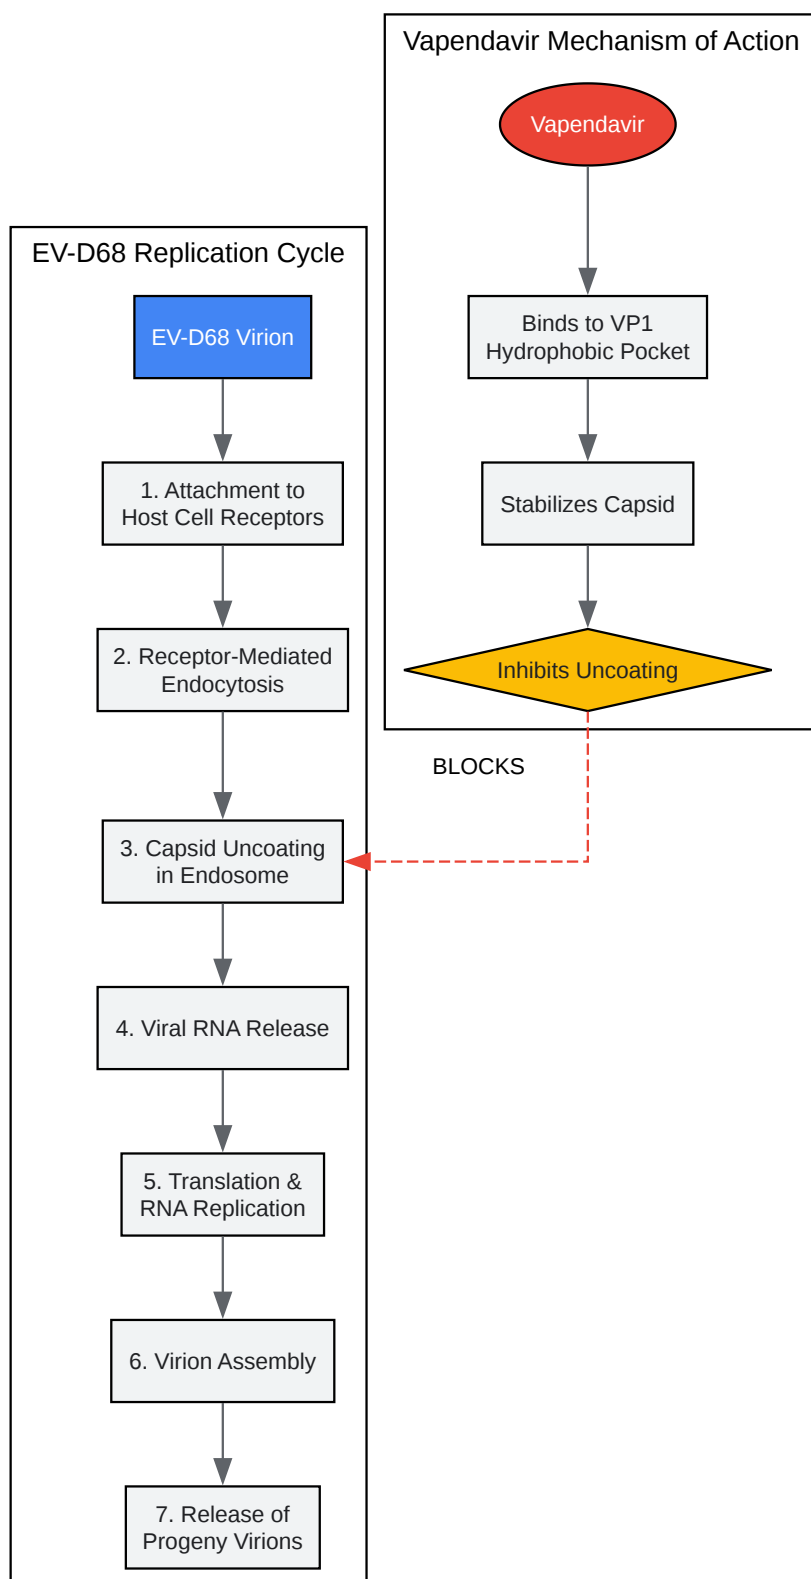 Vapendavir Mechanism of Action
Vapendavir
Binds to VP1
Hydrophobic Pocket
Stabilizes Capsid
Inhibits Uncoating
BLOCKS
EV-D68 Replication Cycle
EV-D68 Virion
1. Attachment to
Host Cell Receptors
2. Receptor-Mediated
Endocytosis
3. Capsid Uncoating
in Endosome
4. Viral RNA Release
5. Translation &
RNA Replication
6. Virion Assembly
7. Release of
Progeny Virions